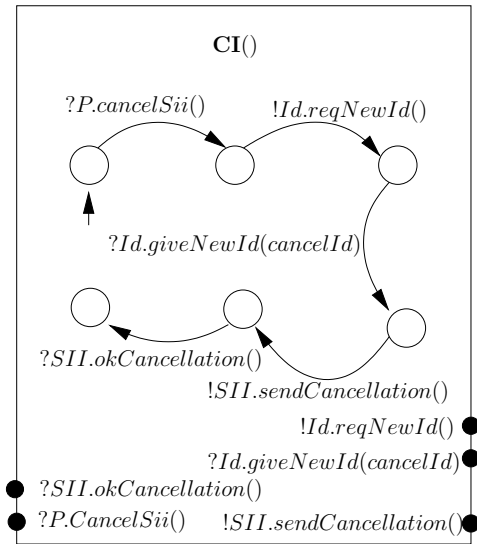 CI()
?P.cancelSii()
!Id.reqNewId()
?Id.giveNewId(cancelId)
?SII.okCancellation()
!SII.sendCancellation()
!Id.reqNewId()
?Id.giveNewId(cancelId)
?SII.okCancellation()
?P.CancelSii()
!SII.sendCancellation()